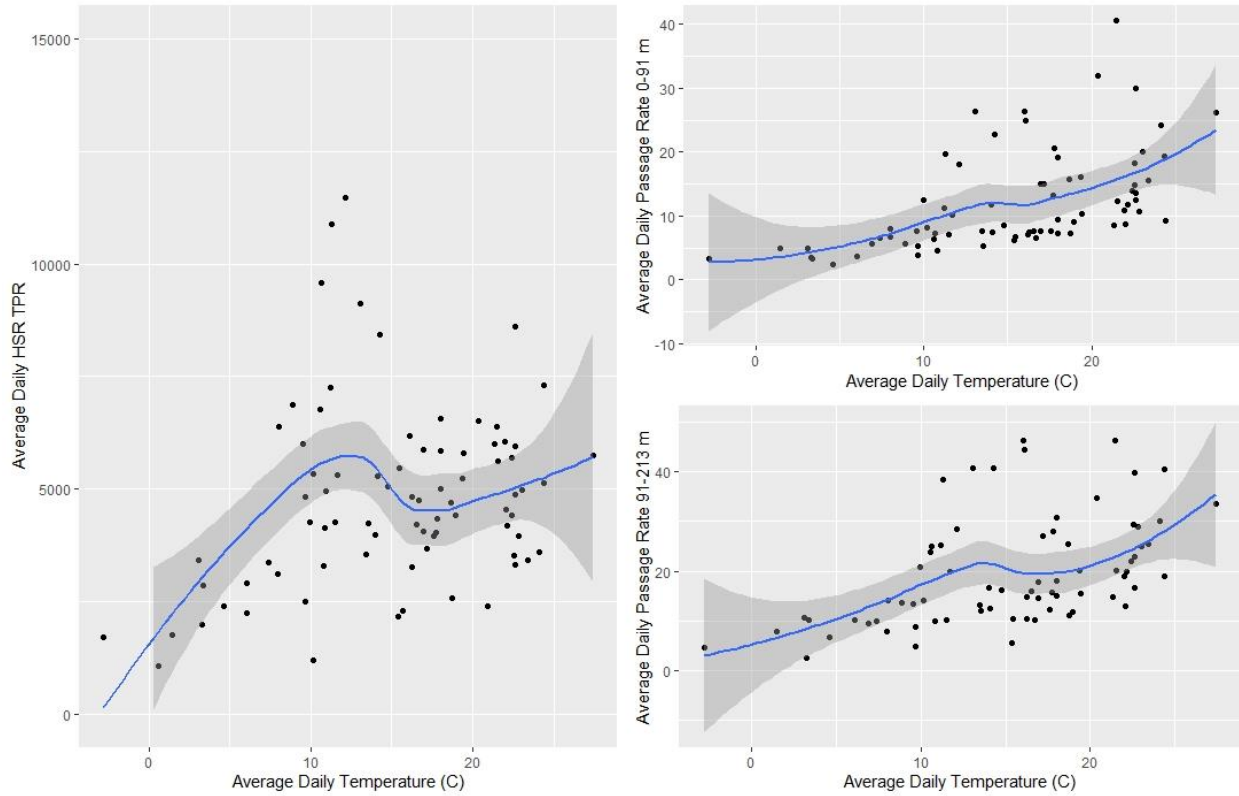 Average Daily HSR TPR
15000
10000
5000
0
0 10 20
Average Daily Temperature (C)
Average Daily Passage Rate 0-91 m
40
30
20
10
0
-10
0 10 20
Average Daily Temperature (C)
Average Daily Passage Rate 91-213 m
40
20
0
0 10 20
Average Daily Temperature (C)